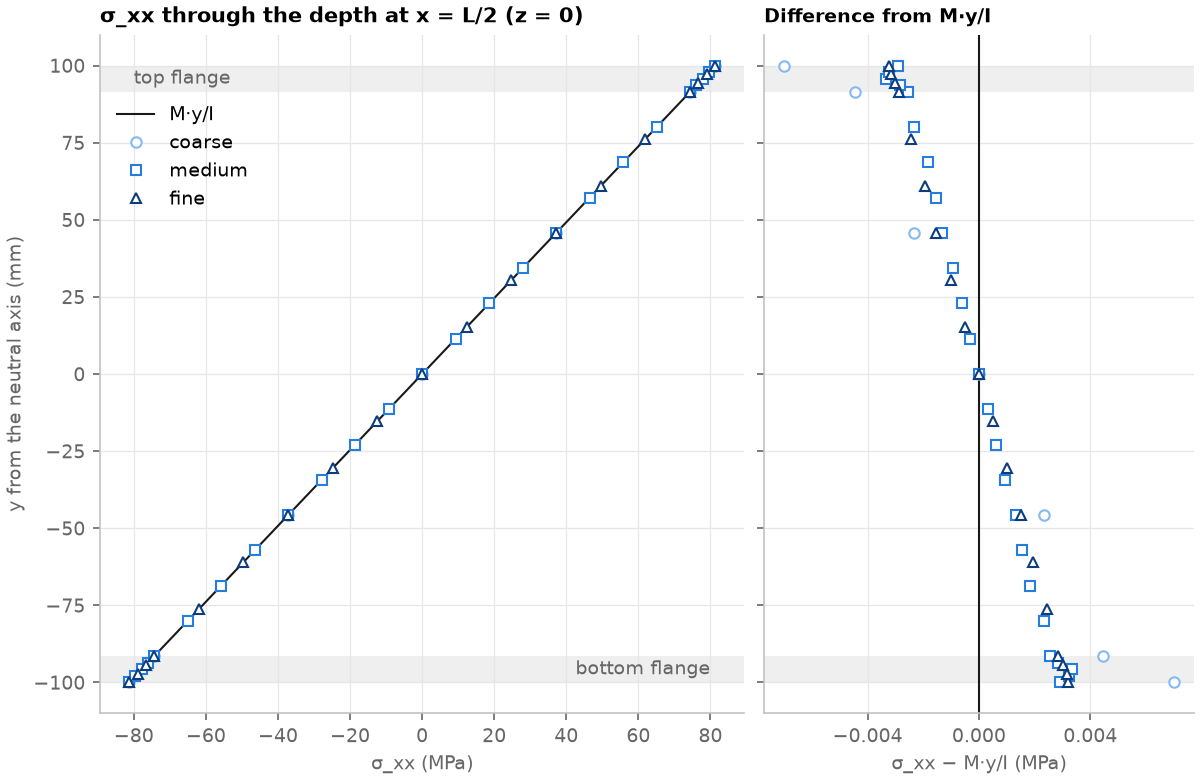 σ_xx through the depth at x = L/2 (z = 0)
Difference from M·y/I
top flange
M·y/I
coarse
medium
fine
bottom flange
100
75
50
25
0
−25
−50
−75
−100
y from the neutral axis (mm)
−80 −60 −40 −20 0 20 40 60 80
σ_xx (MPa)
−0.004 0.000 0.004
σ_xx − M·y/I (MPa)